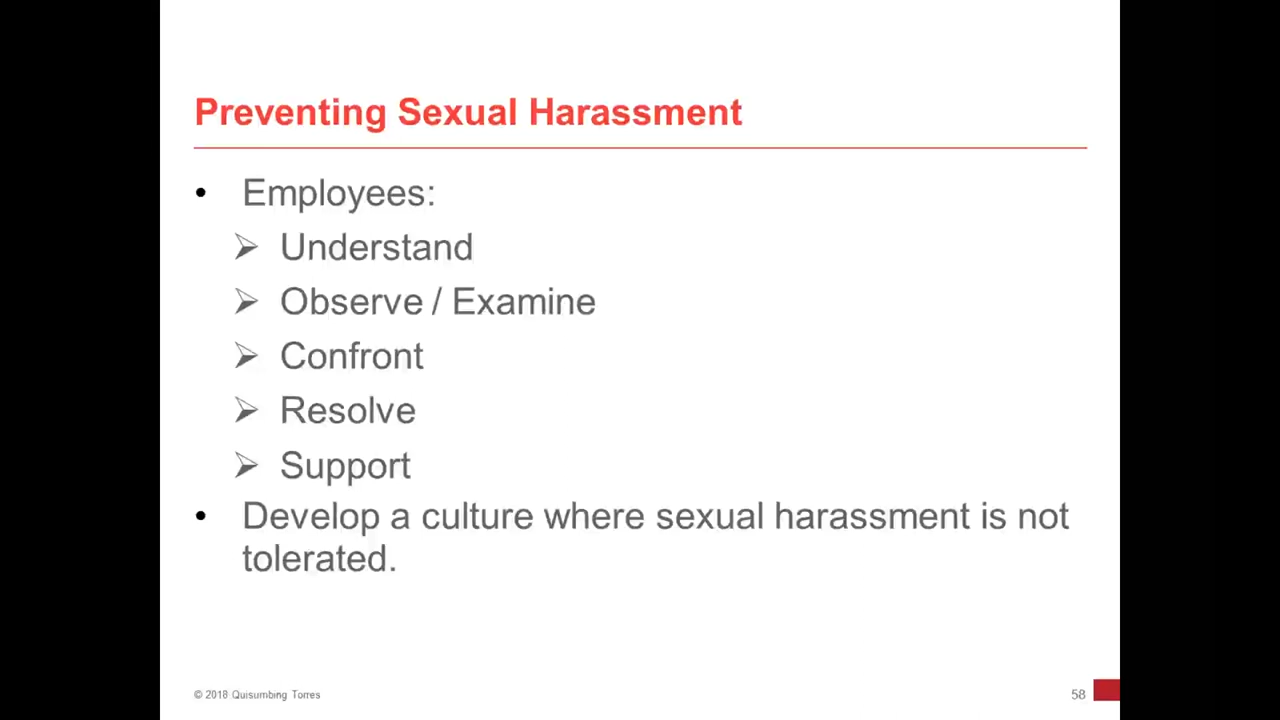 Preventing Sexual Harassment
• Employees:
➢ Understand
➢ Observe / Examine
➢ Confront
➢ Resolve
➢ Support
• Develop a culture where sexual harassment is not
tolerated.
© 2018 Quisumbing Torres
58